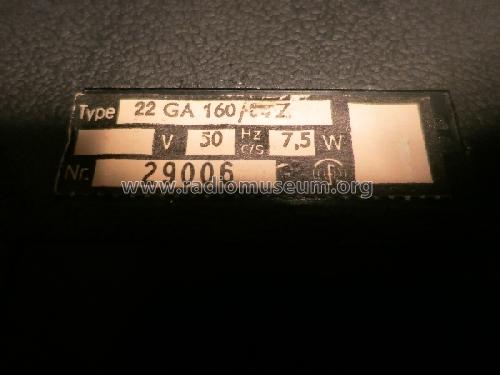 Type 22 GA 160/
V 50 Hz c/s 7,5 W
Nr. 29006
www.radiomuseum.org